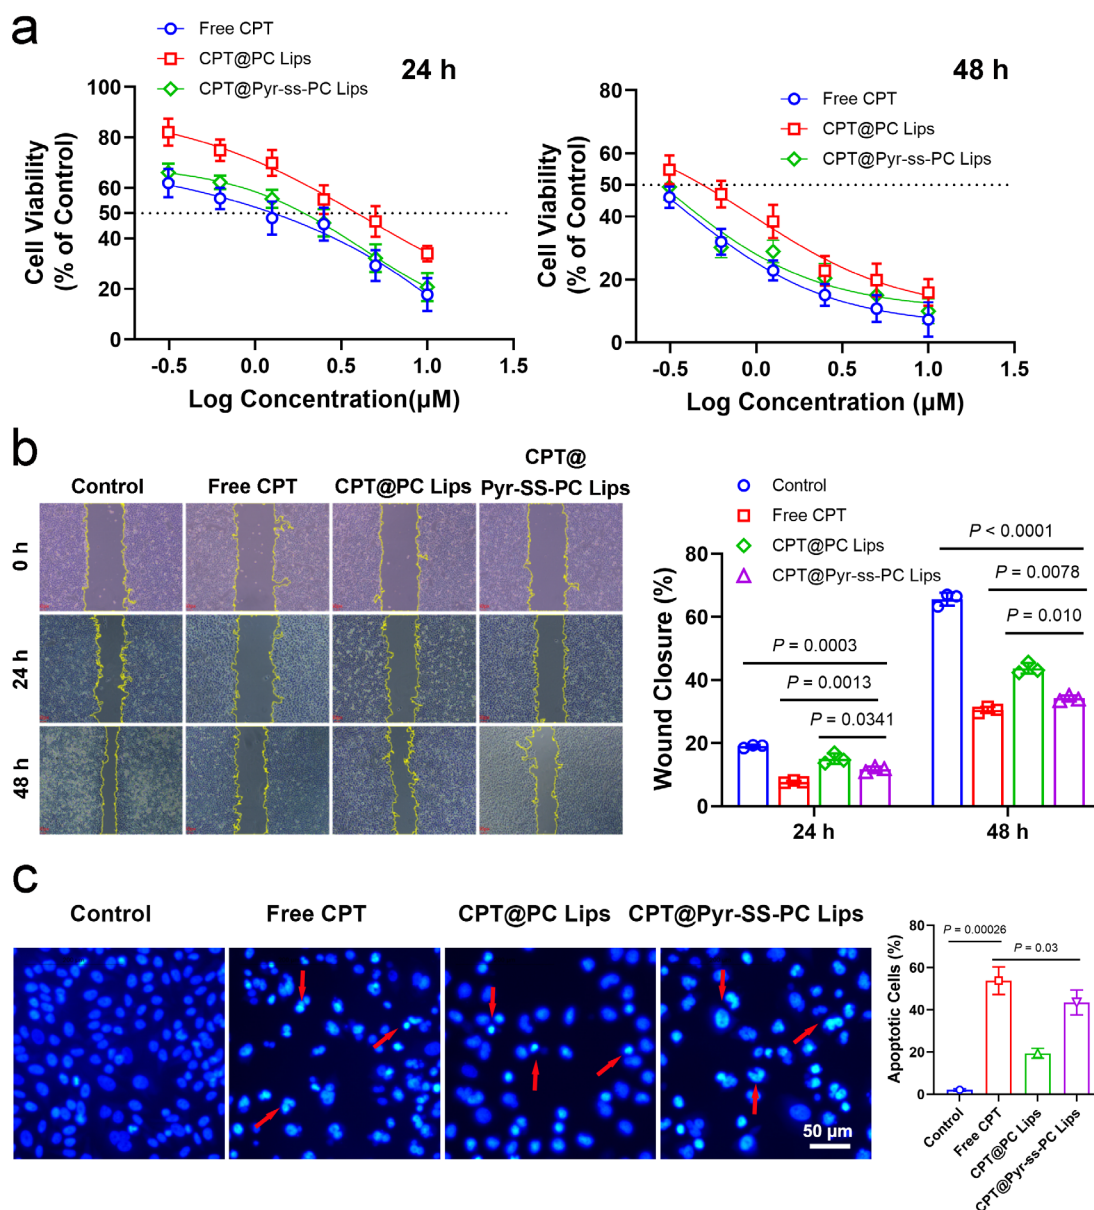 a
Free CPT
CPT@PC Lips
CPT@Pyr-ss-PC Lips
24 h
100
80
60
50
40
20
0
Cell Viability
(% of Control)
-0.5
0.0
0.5
1.0
1.5
Log Concentration(μM)
48 h
Free CPT
CPT@PC Lips
CPT@Pyr-ss-PC Lips
80
60
50
40
20
0
Cell Viability
(% of Control)
-0.5
0.0
0.5
1.0
1.5
Log Concentration (μM)
b
Control
Free CPT
CPT@PC Lips
CPT@
Pyr-SS-PC Lips
0 h
24 h
48 h
Control
Free CPT
CPT@PC Lips
CPT@Pyr-ss-PC Lips
P < 0.0001
P = 0.0078
P = 0.010
P = 0.0003
P = 0.0013
P = 0.0341
80
60
40
20
0
Wound Closure (%)
24 h
48 h
c
Control
Free CPT
CPT@PC Lips
CPT@Pyr-SS-PC Lips
50 μm
P = 0.00026
P = 0.03
80
60
40
20
0
Apoptotic Cells (%)
Control
Free CPT
CPT@PC Lips
CPT@Pyr-ss-PC Lips